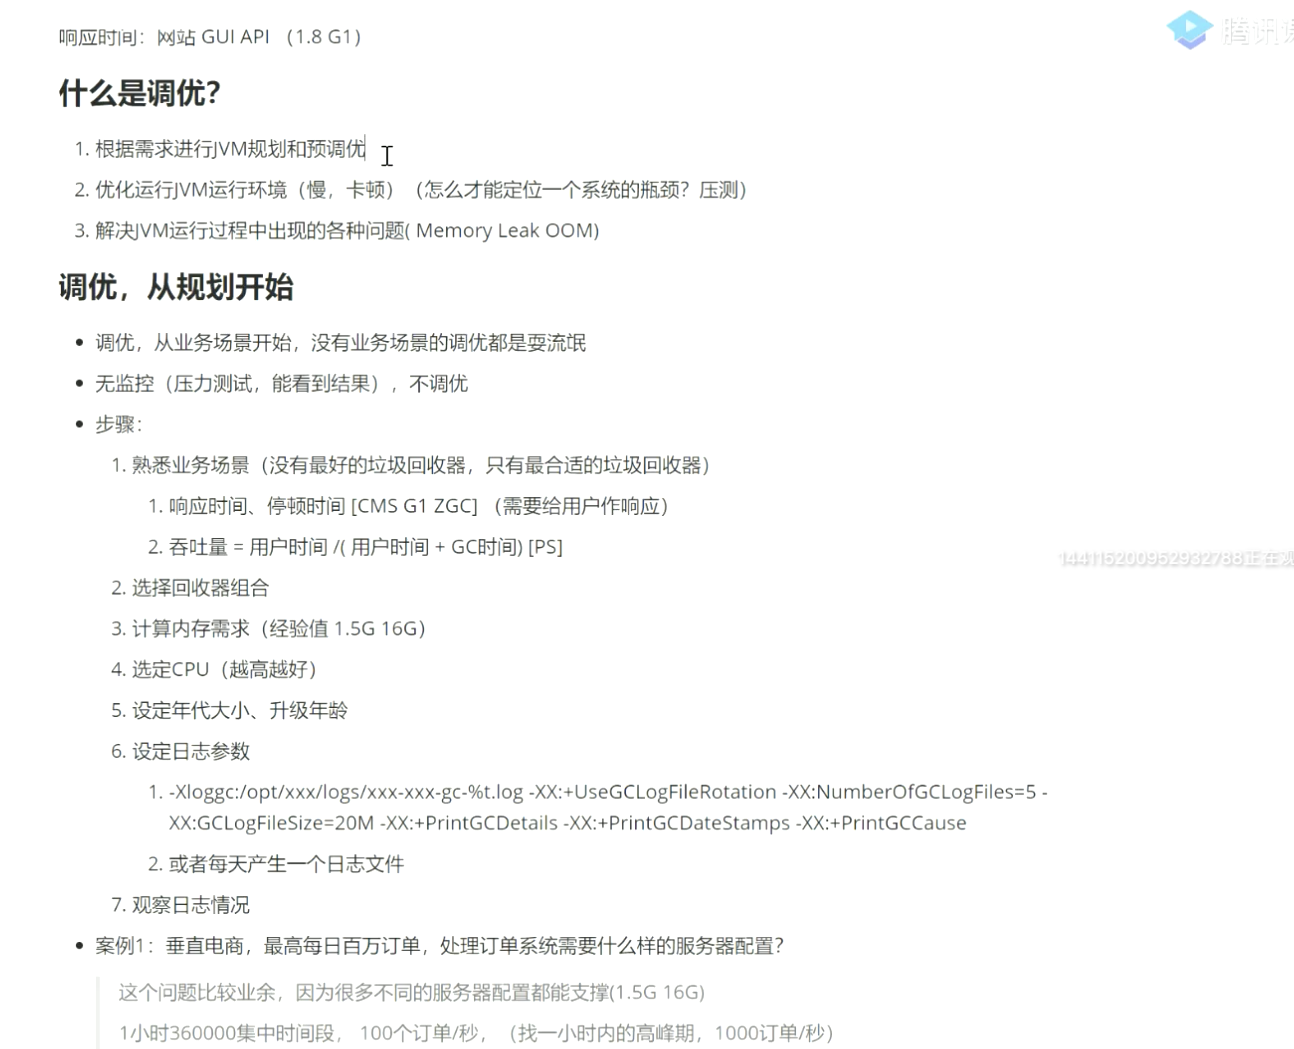 响应时间：网站 GUI API （1.8 G1）
腾讯课
什么是调优？
1. 根据需求进行JVM规划和预调优
2. 优化运行JVM运行环境（慢，卡顿）（怎么才能定位一个系统的瓶颈？压测）
3. 解决JVM运行过程中出现的各种问题( Memory Leak OOM)
调优，从规划开始
• 调优，从业务场景开始，没有业务场景的调优都是耍流氓
• 无监控（压力测试，能看到结果），不调优
• 步骤：
1. 熟悉业务场景（没有最好的垃圾回收器，只有最合适的垃圾回收器）
1. 响应时间、停顿时间 [CMS G1 ZGC] （需要给用户作响应）
2. 吞吐量 = 用户时间 /( 用户时间 + GC时间) [PS]
144115200952932788正在观
2. 选择回收器组合
3. 计算内存需求（经验值 1.5G 16G）
4. 选定CPU（越高越好）
5. 设定年代大小、升级年龄
6. 设定日志参数
1. -Xloggc:/opt/xxx/logs/xxx-xxx-gc-%t.log -XX:+UseGCLogFileRotation -XX:NumberOfGCLogFiles=5 -
XX:GCLogFileSize=20M -XX:+PrintGCDetails -XX:+PrintGCDateStamps -XX:+PrintGCCause
2. 或者每天产生一个日志文件
7. 观察日志情况
• 案例1：垂直电商，最高每日百万订单，处理订单系统需要什么样的服务器配置？
这个问题比较业余，因为很多不同的服务器配置都能支撑(1.5G 16G)
1小时360000集中时间段， 100个订单/秒，（找一小时内的高峰期，1000订单/秒）